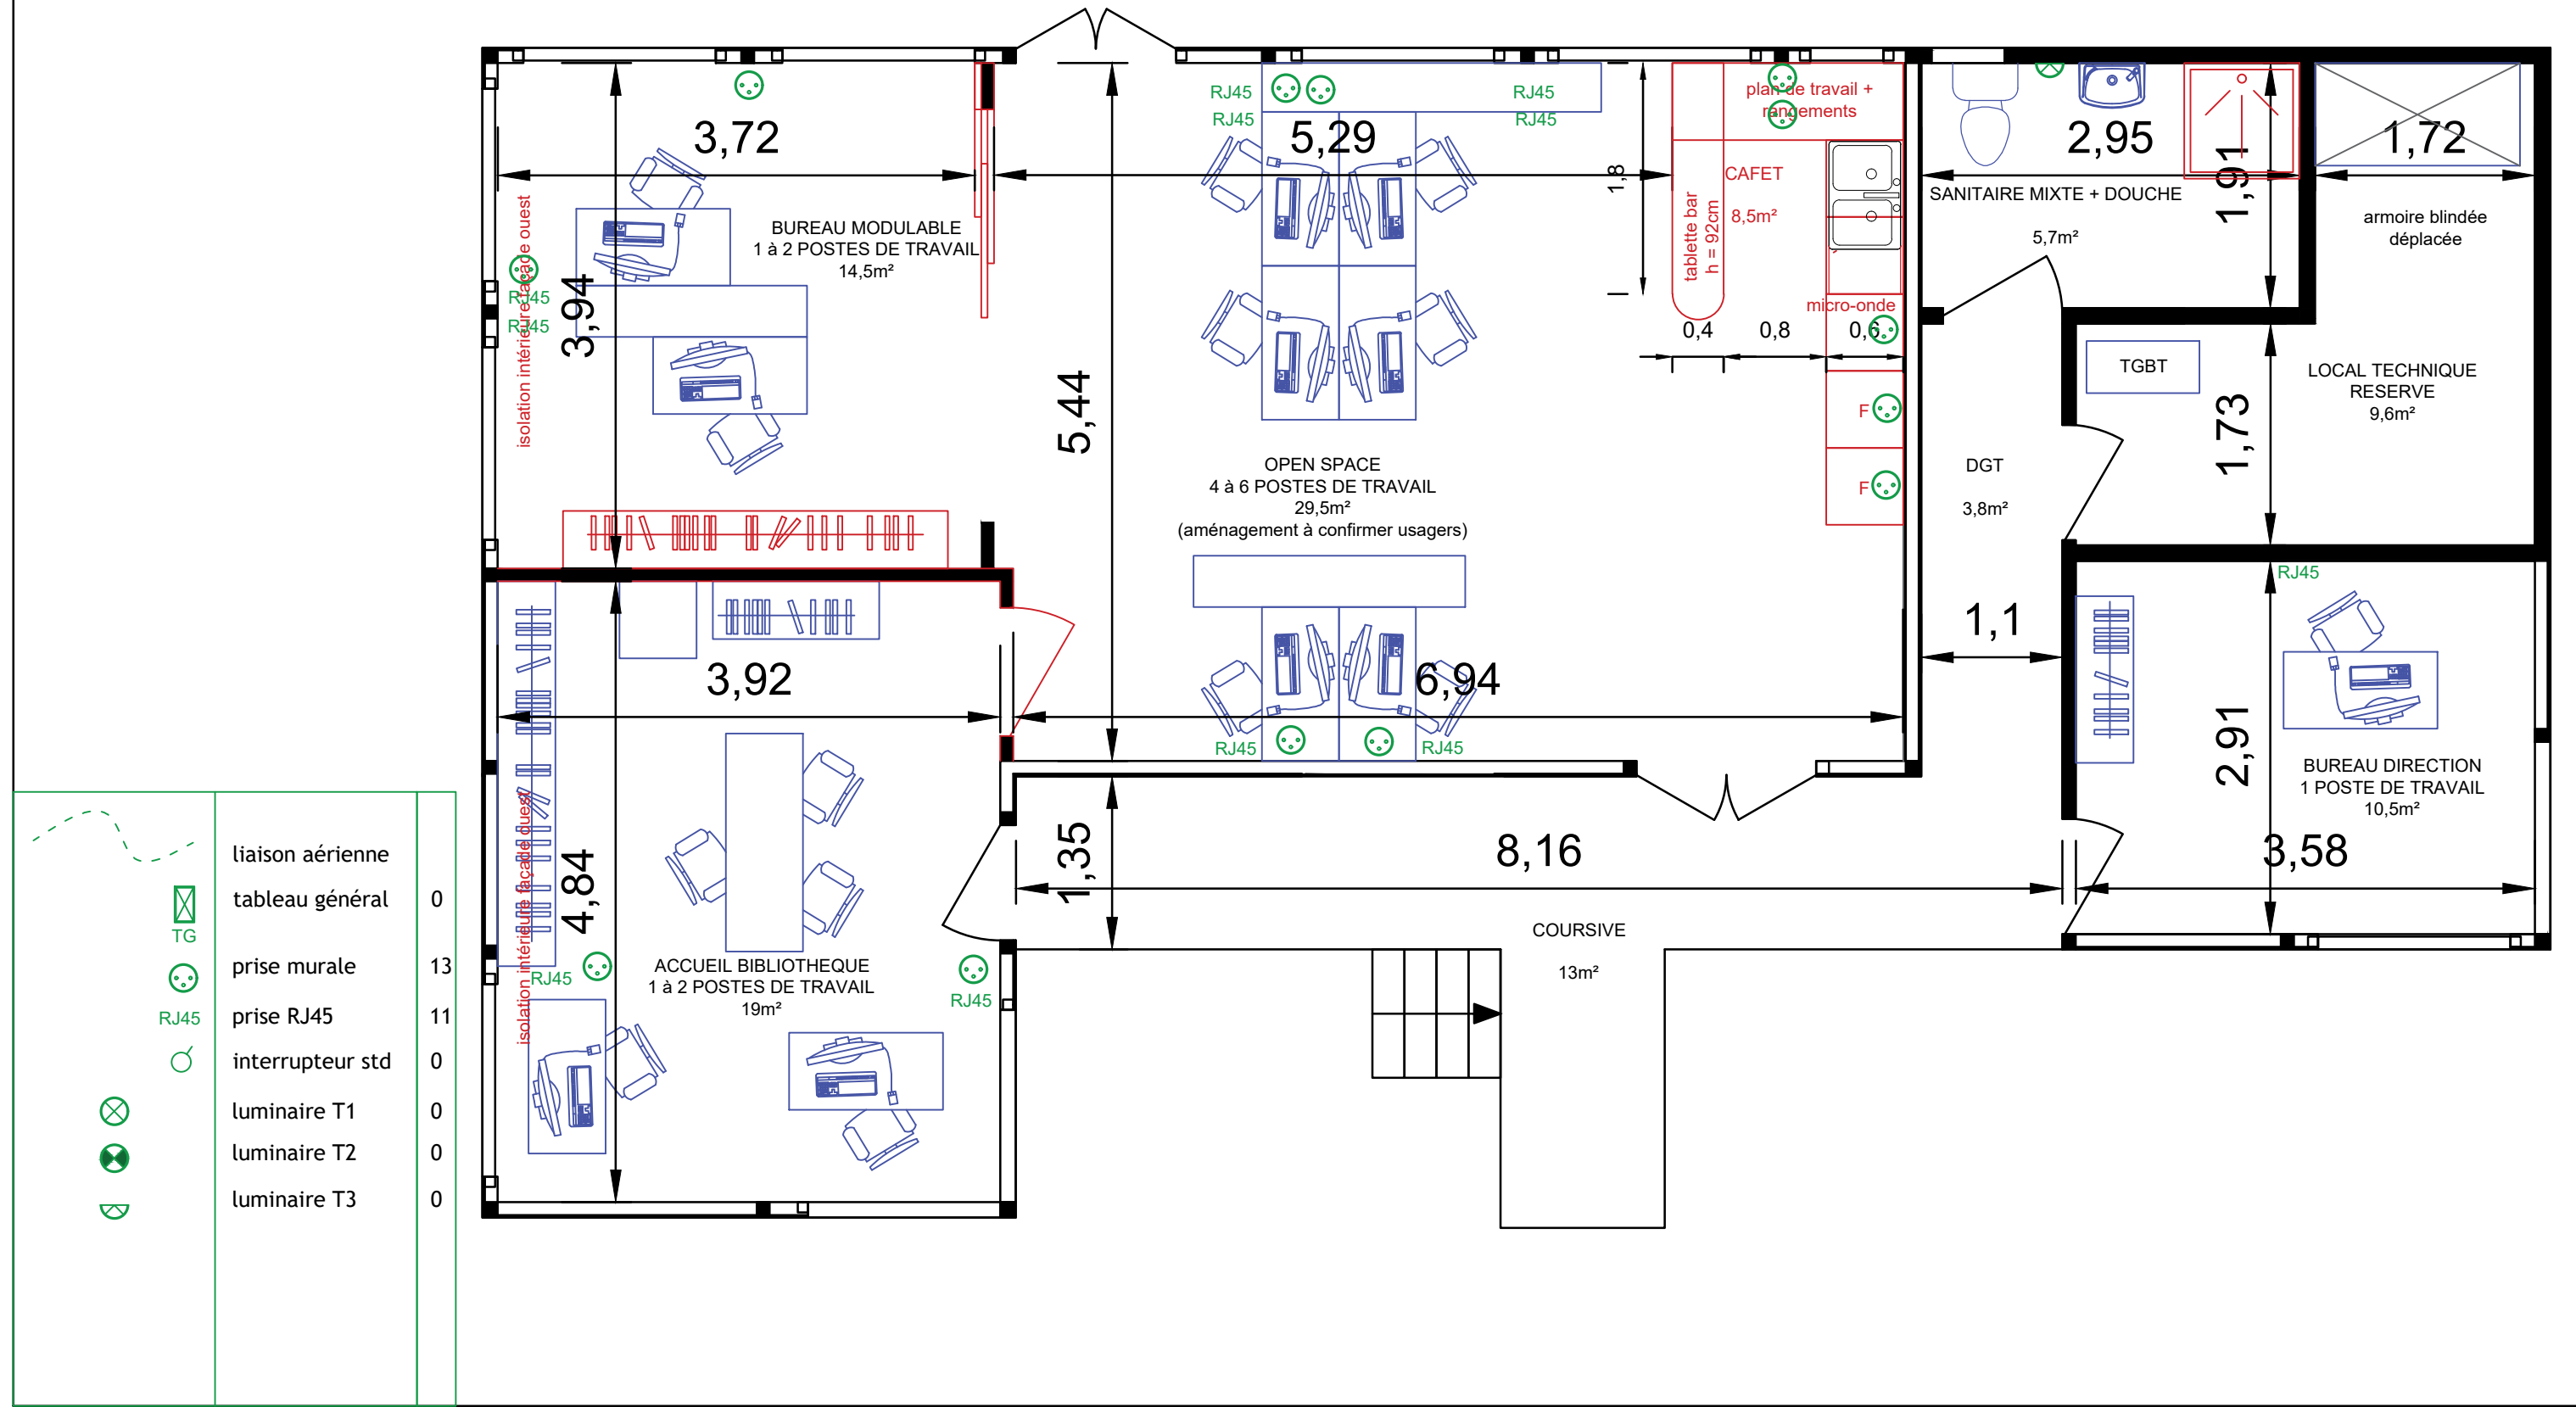 RJ45
RJ45
RJ45
RJ45
plan de travail +
rangements
3,72
5,29
2,95
1,72
1,91
1,8
CAFET
8,5m²
tablette bar
h = 92cm
SANITAIRE MIXTE + DOUCHE
5,7m²
armoire blindée
déplacée
BUREAU MODULABLE
1 à 2 POSTES DE TRAVAIL
14,5m²
isolation intérieure façade ouest
RJ45
RJ45
3,94
micro-onde
0,4
0,8
0,6
TGBT
LOCAL TECHNIQUE
RESERVE
9,6m²
5,44
1,73
F
F
OPEN SPACE
4 à 6 POSTES DE TRAVAIL
29,5m²
(aménagement à confirmer usagers)
DGT
3,8m²
RJ45
1,1
3,92
6,94
RJ45
RJ45
2,91
BUREAU DIRECTION
1 POSTE DE TRAVAIL
10,5m²
isolation intérieure façade ouest
4,84
1,35
8,16
3,58
COURSIVE
13m²
ACCUEIL BIBLIOTHEQUE
1 à 2 POSTES DE TRAVAIL
19m²
RJ45
RJ45
liaison aérienne
tableau général 0
TG
prise murale 13
RJ45 prise RJ45 11
interrupteur std 0
luminaire T1 0
luminaire T2 0
luminaire T3 0